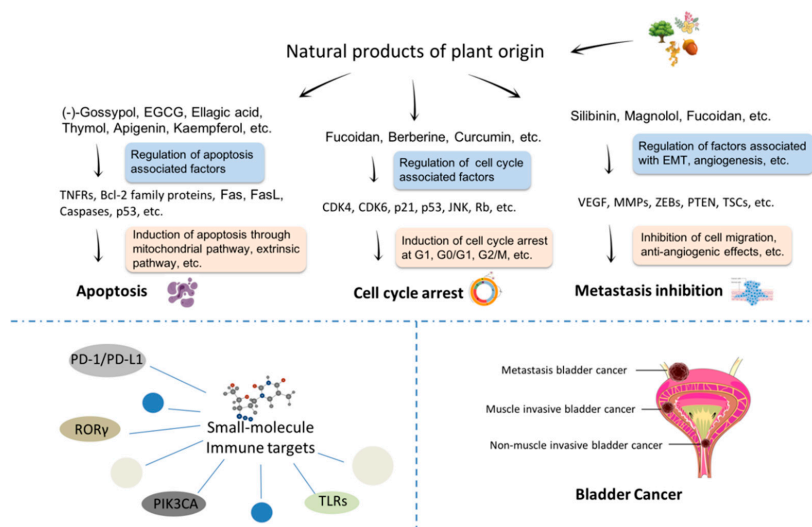 Natural products of plant origin
(-)-Gossypol, EGCG, Ellagic acid,
Thymol, Apigenin, Kaempferol, etc.
Regulation of apoptosis
associated factors
TNFRs, Bcl-2 family proteins, Fas, FasL,
Caspases, p53, etc.
Induction of apoptosis through
mitochondrial pathway, extrinsic
pathway, etc.
Apoptosis
Fucoidan, Berberine, Curcumin, etc.
Regulation of cell cycle
associated factors
CDK4, CDK6, p21, p53, JNK, Rb, etc.
Induction of cell cycle arrest
at G1, G0/G1, G2/M, etc.
Cell cycle arrest
Silibinin, Magnolol, Fucoidan, etc.
Regulation of factors associated
with EMT, angiogenesis, etc.
VEGF, MMPs, ZEBs, PTEN, TSCs, etc.
Inhibition of cell migration,
anti-angiogenic effects, etc.
Metastasis inhibition
PD-1/PD-L1
RORγ
PIK3CA
TLRs
Small-molecule
Immune targets
Metastasis bladder cancer
Muscle invasive bladder cancer
Non-muscle invasive bladder cancer
Bladder Cancer